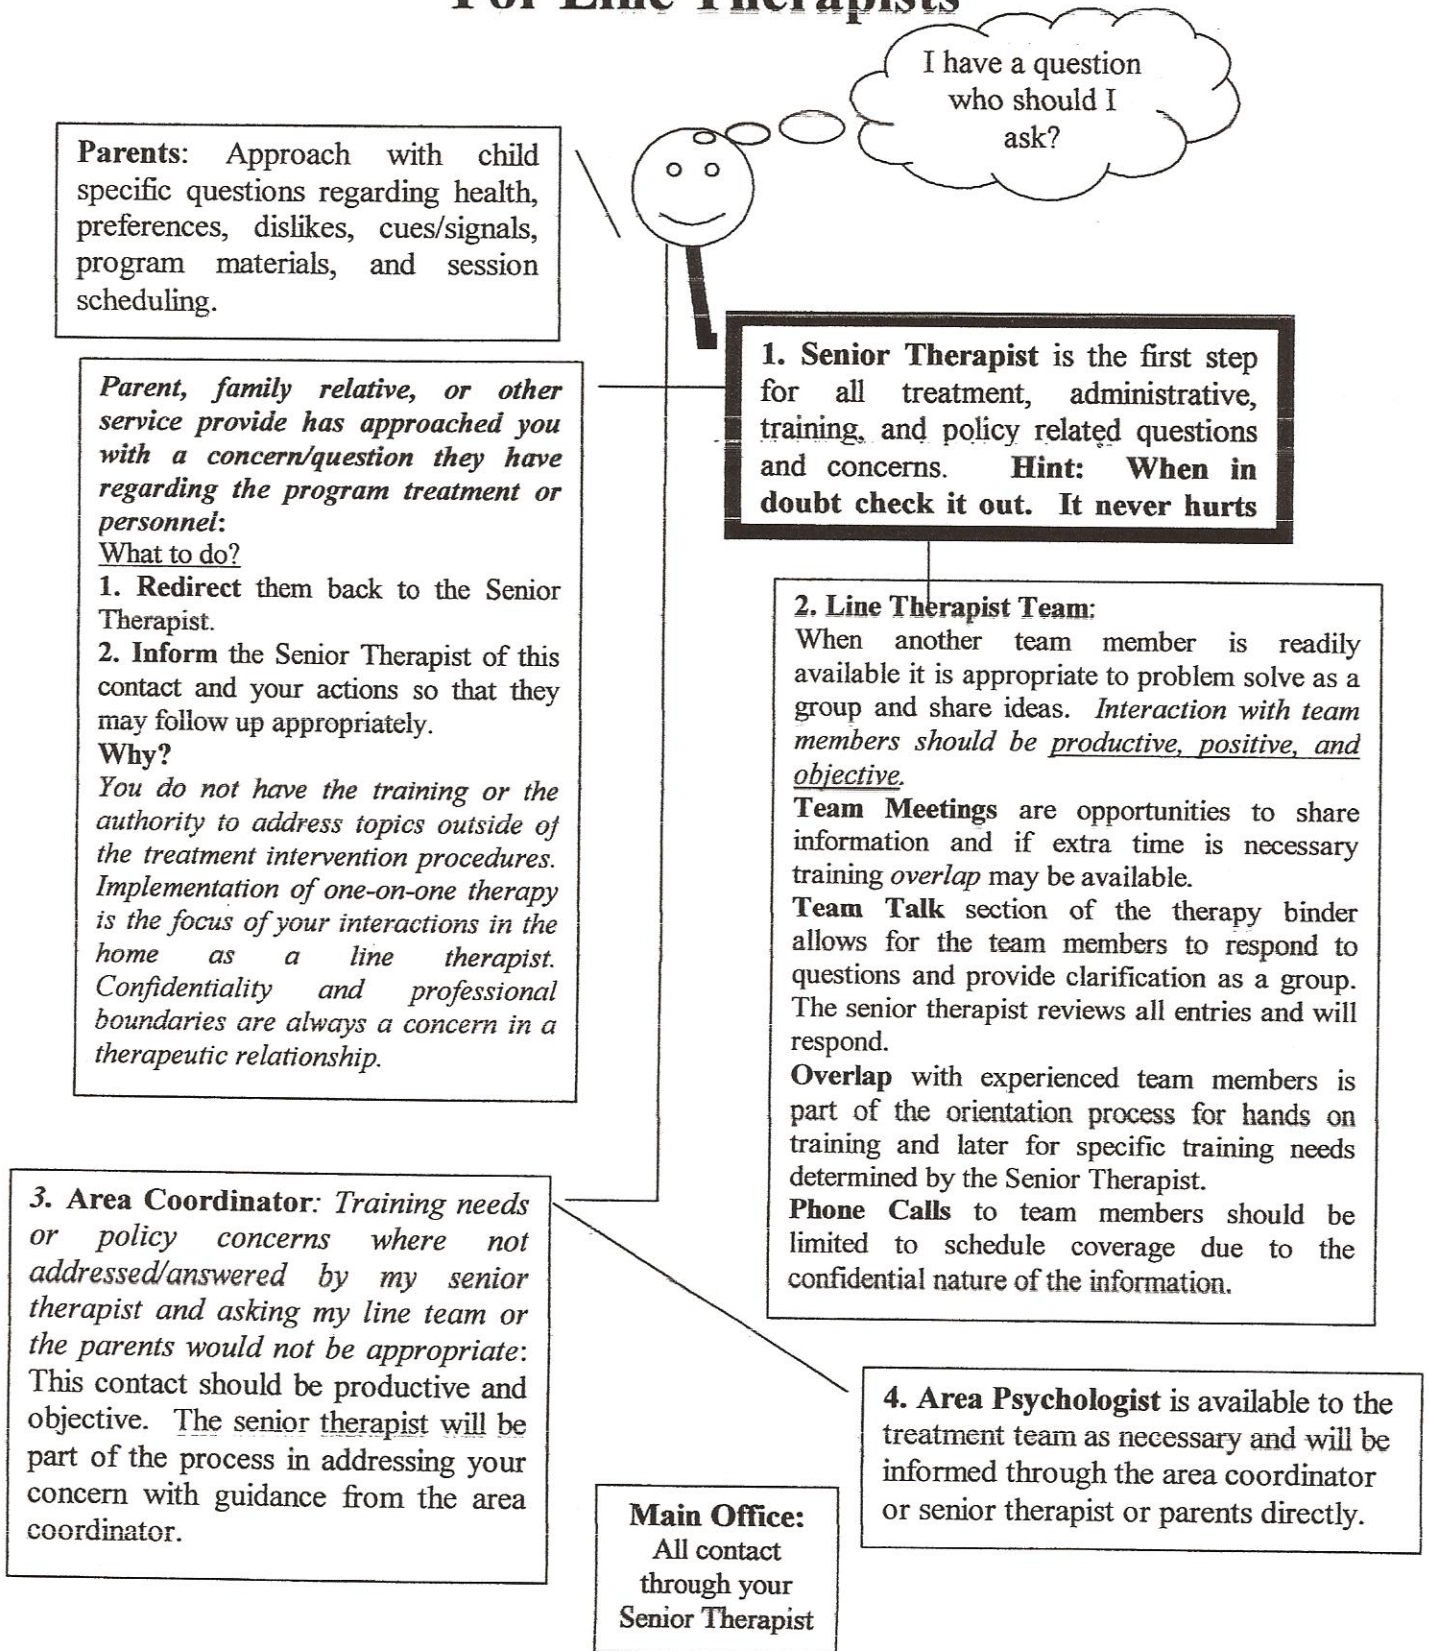 For Line Therapists
I have a question
who should I
ask?
Parents: Approach with child
specific questions regarding health,
preferences, dislikes, cues/signals,
program materials, and session
scheduling.
1. Senior Therapist is the first step
for all treatment, administrative,
training, and policy related questions
and concerns. Hint: When in
doubt check it out. It never hurts
Parent, family relative, or other
service provide has approached you
with a concern/question they have
regarding the program treatment or
personnel:
What to do?
1. Redirect them back to the Senior
Therapist.
2. Inform the Senior Therapist of this
contact and your actions so that they
may follow up appropriately.
Why?
You do not have the training or the
authority to address topics outside of
the treatment intervention procedures.
Implementation of one-on-one therapy
is the focus of your interactions in the
home as a line therapist.
Confidentiality and professional
boundaries are always a concern in a
therapeutic relationship.
2. Line Therapist Team:
When another team member is readily
available it is appropriate to problem solve as a
group and share ideas. Interaction with team
members should be productive, positive, and
objective.
Team Meetings are opportunities to share
information and if extra time is necessary
training overlap may be available.
Team Talk section of the therapy binder
allows for the team members to respond to
questions and provide clarification as a group.
The senior therapist reviews all entries and will
respond.
Overlap with experienced team members is
part of the orientation process for hands on
training and later for specific training needs
determined by the Senior Therapist.
Phone Calls to team members should be
limited to schedule coverage due to the
confidential nature of the information.
3. Area Coordinator: Training needs
or policy concerns where not
addressed/answered by my senior
therapist and asking my line team or
the parents would not be appropriate:
This contact should be productive and
objective. The senior therapist will be
part of the process in addressing your
concern with guidance from the area
coordinator.
4. Area Psychologist is available to the
treatment team as necessary and will be
informed through the area coordinator
or senior therapist or parents directly.
Main Office:
All contact
through your
Senior Therapist